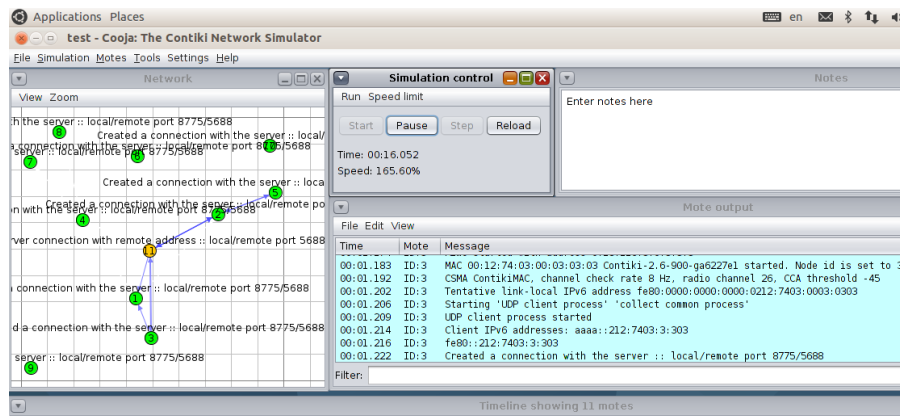 Applications Places
en
test - Cooja: The Contiki Network Simulator
File Simulation Motes Tools Settings Help
Network
View Zoom
th the server :: local/remote port 8775/5688
8
Created a connection with the server :: local/
a connection with the server :: local/remote port 8775/5688
server :: local/remote port 8775/5688
7
6
Created a connection with the server :: loca
5
Created a connection with the server :: local/remote po
on with the server :: local/remote port 8775/5688
4
2
rver connection with remote address :: local/remote port 5688
11
connection with the server :: local/remote port 8775/5688
1
d a connection with the server :: local/remote port 8775/5688
3
server :: local/remote port 8775/5688
9
Simulation control
Run Speed limit
Start Pause Step Reload
Time: 00:16.052
Speed: 165.60%
Notes
Enter notes here
Mote output
File Edit View
Time Mote Message
00:01.183 ID:3 MAC 00:12:74:03:00:03:03:03 Contiki-2.6-900-ga6227e1 started. Node id is set to 3
00:01.192 ID:3 CSMA ContikiMAC, channel check rate 8 Hz, radio channel 26, CCA threshold -45
00:01.202 ID:3 Tentative link-local IPv6 address fe80:0000:0000:0000:0212:7403:0003:0303
00:01.206 ID:3 Starting 'UDP client process' 'collect common process'
00:01.209 ID:3 UDP client process started
00:01.214 ID:3 Client IPv6 addresses: aaaa::212:7403:3:303
00:01.216 ID:3 fe80::212:7403:3:303
00:01.222 ID:3 Created a connection with the server :: local/remote port 8775/5688
Filter:
Timeline showing 11 motes